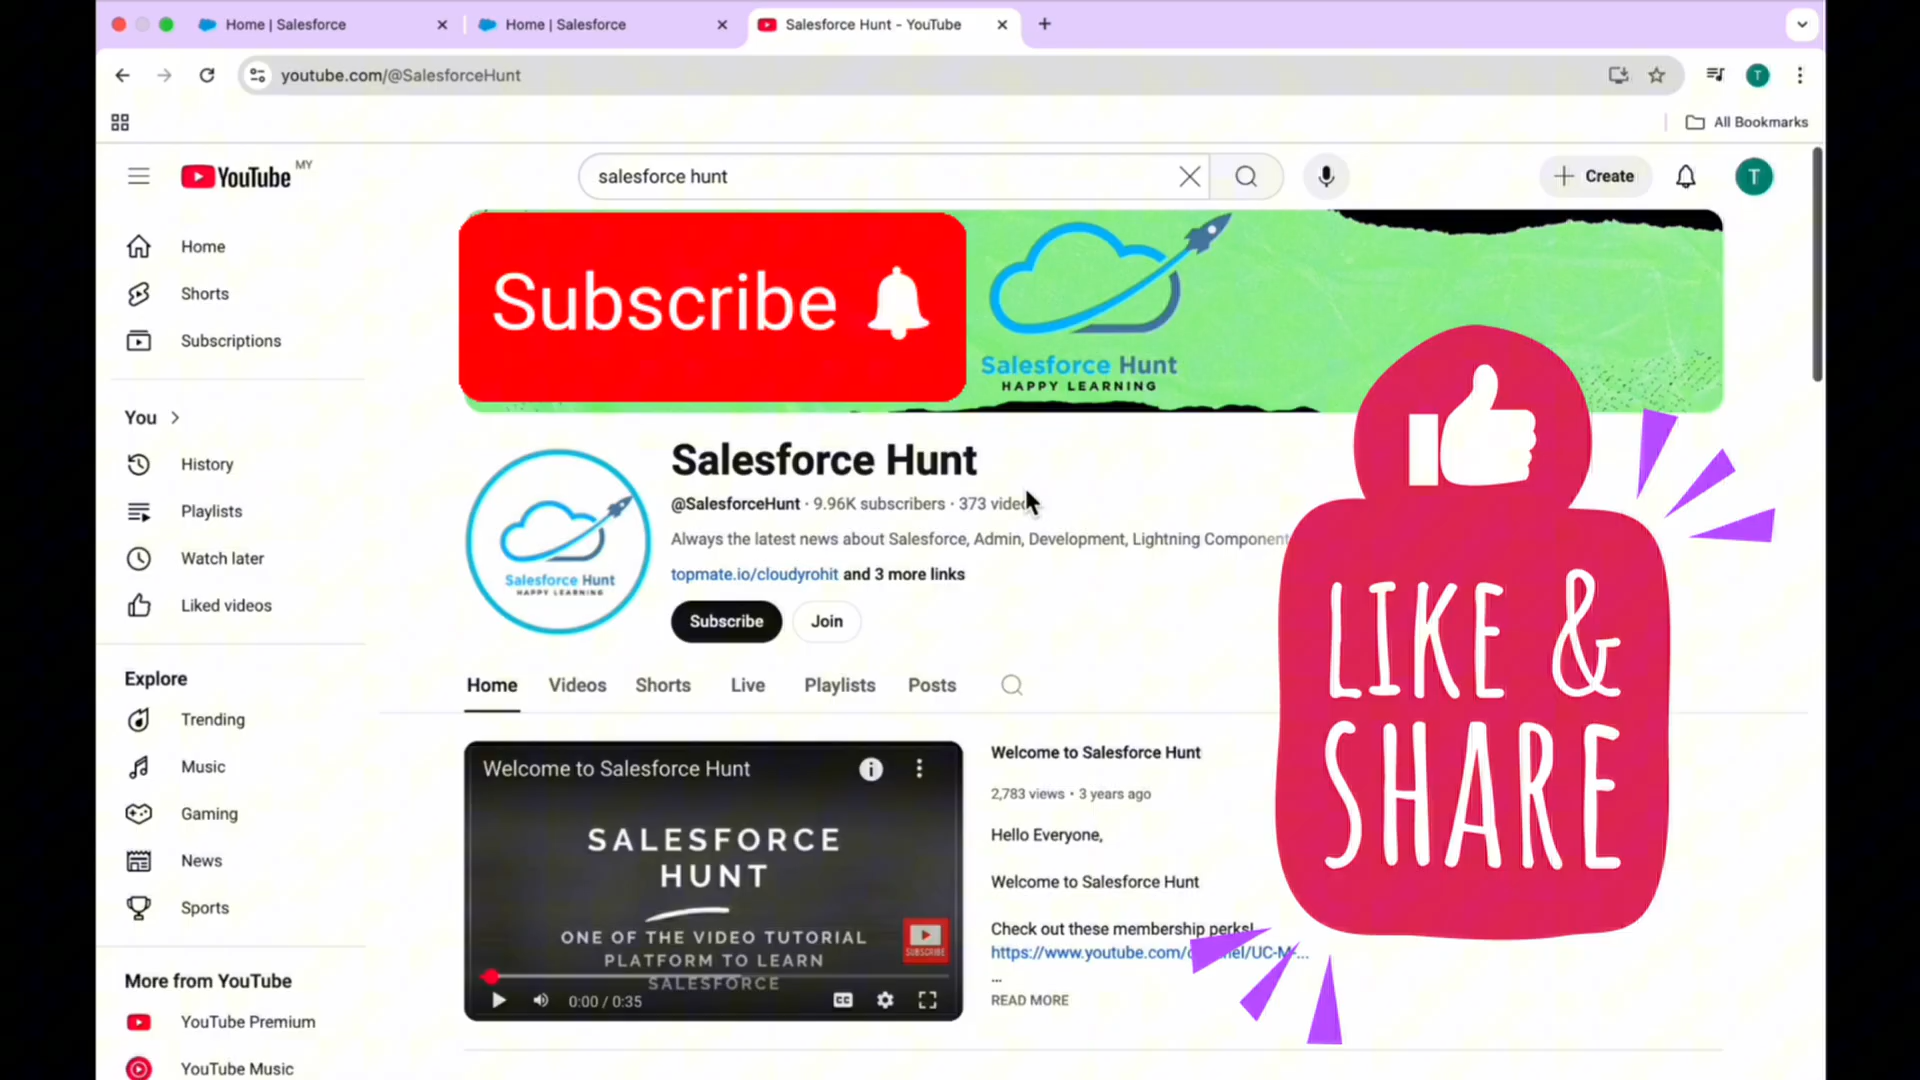 Home | Salesforce
Home | Salesforce
Salesforce Hunt - YouTube
youtube.com/@SalesforceHunt
T
All Bookmarks
YouTube MY
salesforce hunt
Create
T
Home
Shorts
Subscriptions
You
History
Playlists
Watch later
Liked videos
Explore
Trending
Music
Gaming
News
Sports
More from YouTube
YouTube Premium
YouTube Music
Subscribe
Salesforce Hunt
HAPPY LEARNING
Salesforce Hunt
HAPPY LEARNING
Salesforce Hunt
@SalesforceHunt · 9.96K subscribers · 373
Always the latest news about Salesforce, Admin, Development, Lightning Component
topmate.io/cloudyrohit and 3 more links
Subscribe
Join
Home
Videos
Shorts
Live
Playlists
Posts
Welcome to Salesforce Hunt
SALESFORCE
HUNT
ONE OF THE VIDEO TUTORIAL
PLATFORM TO LEARN
SALESFORCE
SUBSCRIBE
0:00 / 0:35
CC
Welcome to Salesforce Hunt
2,783 views • 3 years ago
Hello Everyone,
Welcome to Salesforce Hunt
Check out these membership perks!
...
READ MORE
LIKE &
SHARE